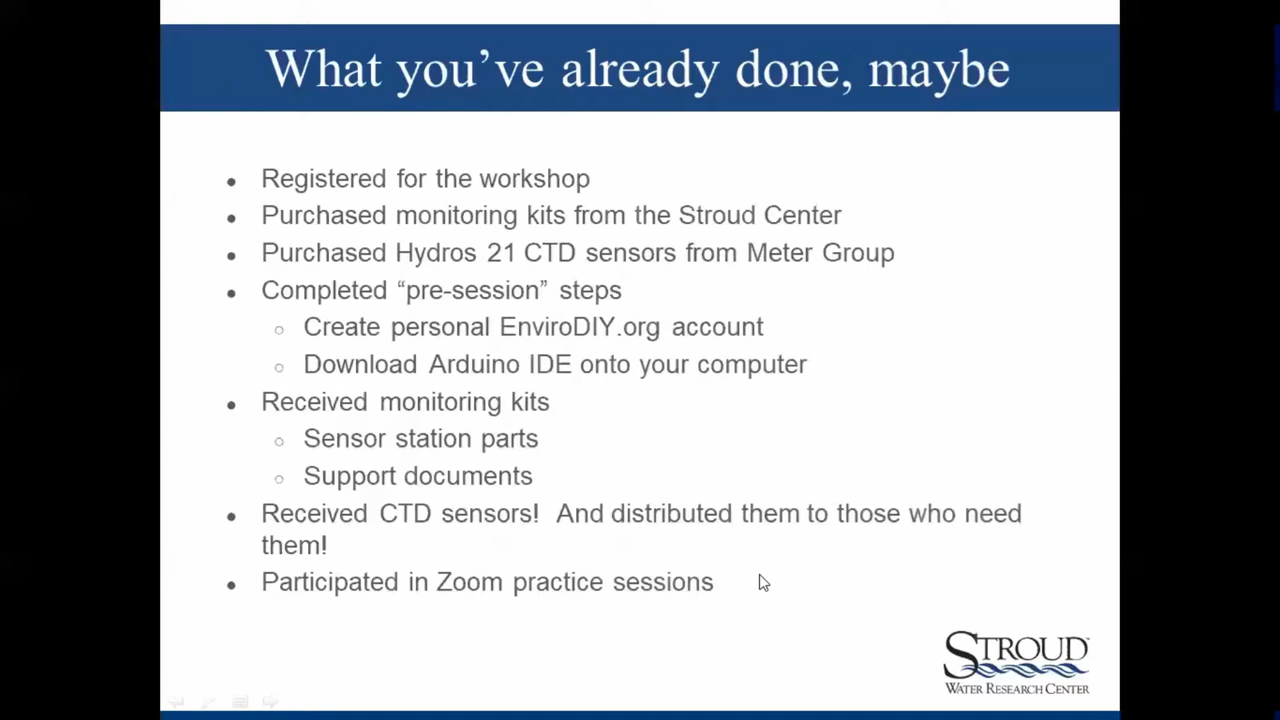 What you’ve already done, maybe
• Registered for the workshop
• Purchased monitoring kits from the Stroud Center
• Purchased Hydros 21 CTD sensors from Meter Group
• Completed “pre-session” steps
○ Create personal EnviroDIY.org account
○ Download Arduino IDE onto your computer
• Received monitoring kits
○ Sensor station parts
○ Support documents
• Received CTD sensors! And distributed them to those who need
them!
• Participated in Zoom practice sessions
STROUD
WATER RESEARCH CENTER